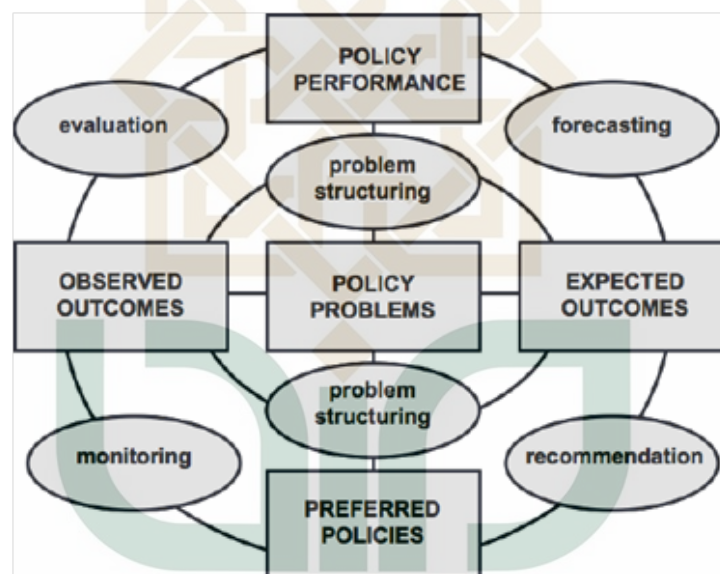 POLICY
PERFORMANCE
evaluation
forecasting
problem
structuring
OBSERVED
OUTCOMES
POLICY
PROBLEMS
EXPECTED
OUTCOMES
problem
structuring
monitoring
recommendation
PREFERRED
POLICIES